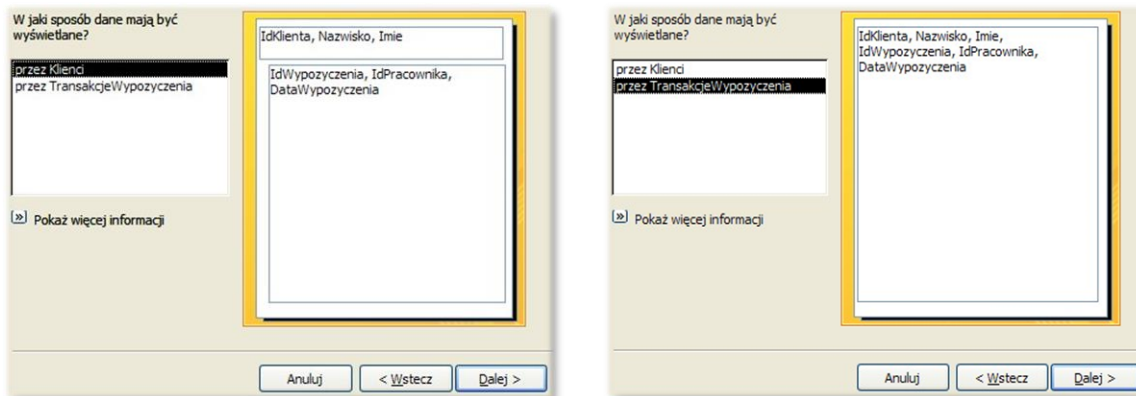 W jaki sposób dane mają być
wyświetlane?
przez Klienci
przez TransakcjeWypozyczenia
Pokaż więcej informacji
IdKlienta, Nazwisko, Imie
IdWypozyczenia, IdPracownika,
DataWypozyczenia
Anuluj
< Wstecz
Dalej >
W jaki sposób dane mają być
wyświetlane?
przez Klienci
przez TransakcjeWypozyczenia
Pokaż więcej informacji
IdKlienta, Nazwisko, Imie,
IdWypozyczenia, IdPracownika,
DataWypozyczenia
Anuluj
< Wstecz
Dalej >